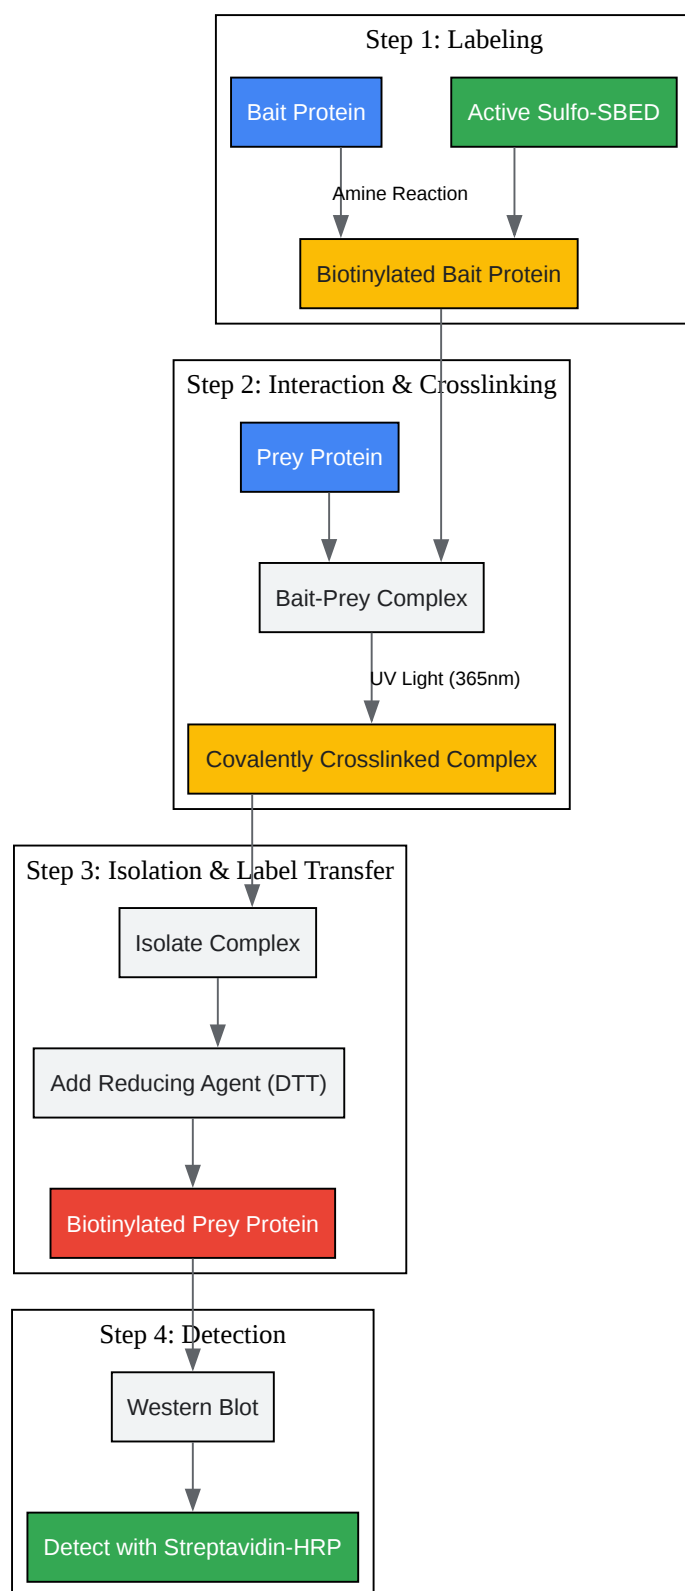 Step 1: Labeling
Bait Protein
Active Sulfo-SBED
Amine Reaction
Biotinylated Bait Protein
Step 2: Interaction & Crosslinking
Prey Protein
Bait-Prey Complex
UV Light (365nm)
Covalently Crosslinked Complex
Step 3: Isolation & Label Transfer
Isolate Complex
Add Reducing Agent (DTT)
Biotinylated Prey Protein
Step 4: Detection
Western Blot
Detect with Streptavidin-HRP